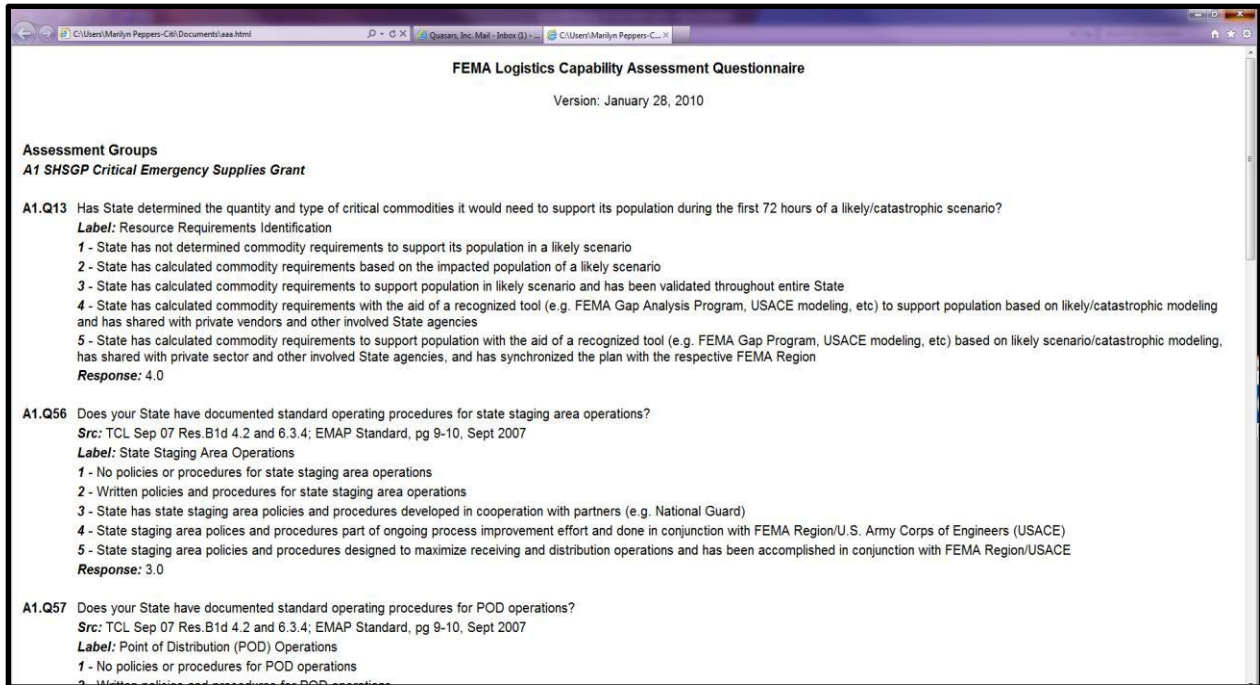 C:\Users\Marilyn Peppers-Citi\Documents\aaa.html
Quasars, Inc. Mail - Inbox (1) - ...
C:\Users\Marilyn Peppers-C...
FEMA Logistics Capability Assessment Questionnaire
Version: January 28, 2010
Assessment Groups
A1 SHSGP Critical Emergency Supplies Grant
A1.Q13 Has State determined the quantity and type of critical commodities it would need to support its population during the first 72 hours of a likely/catastrophic scenario?
Label: Resource Requirements Identification
1 - State has not determined commodity requirements to support its population in a likely scenario
2 - State has calculated commodity requirements based on the impacted population of a likely scenario
3 - State has calculated commodity requirements to support population in likely scenario and has been validated throughout entire State
4 - State has calculated commodity requirements with the aid of a recognized tool (e.g. FEMA Gap Analysis Program, USACE modeling, etc) to support population based on likely/catastrophic modeling
and has shared with private vendors and other involved State agencies
5 - State has calculated commodity requirements to support population with the aid of a recognized tool (e.g. FEMA Gap Program, USACE modeling, etc) based on likely scenario/catastrophic modeling,
has shared with private sector and other involved State agencies, and has synchronized the plan with the respective FEMA Region
Response: 4.0
A1.Q56 Does your State have documented standard operating procedures for state staging area operations?
Src: TCL Sep 07 Res.B1d 4.2 and 6.3.4; EMAP Standard, pg 9-10, Sept 2007
Label: State Staging Area Operations
1 - No policies or procedures for state staging area operations
2 - Written policies and procedures for state staging area operations
3 - State has state staging area policies and procedures developed in cooperation with partners (e.g. National Guard)
4 - State staging area polices and procedures part of ongoing process improvement effort and done in conjunction with FEMA Region/U.S. Army Corps of Engineers (USACE)
5 - State staging area policies and procedures designed to maximize receiving and distribution operations and has been accomplished in conjunction with FEMA Region/USACE
Response: 3.0
A1.Q57 Does your State have documented standard operating procedures for POD operations?
Src: TCL Sep 07 Res.B1d 4.2 and 6.3.4; EMAP Standard, pg 9-10, Sept 2007
Label: Point of Distribution (POD) Operations
1 - No policies or procedures for POD operations
2 - Written policies and procedures for POD operations